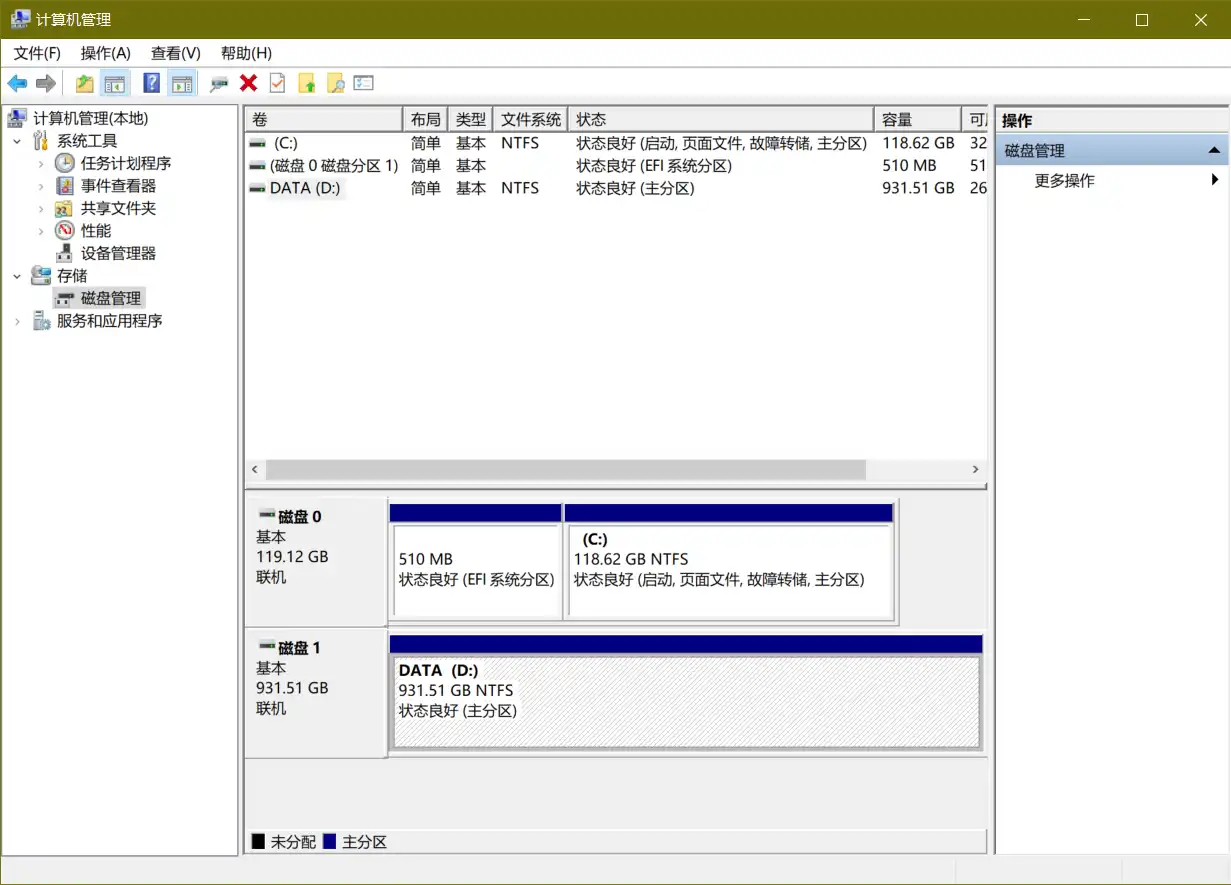 计算机管理
文件(F) 操作(A) 查看(V) 帮助(H)
计算机管理(本地)
系统工具
任务计划程序
事件查看器
共享文件夹
性能
设备管理器
存储
磁盘管理
服务和应用程序
卷 布局 类型 文件系统 状态 容量
(C:) 简单 基本 NTFS 状态良好 (启动, 页面文件, 故障转储, 主分区) 118.62 GB 32
(磁盘 0 磁盘分区 1) 简单 基本 状态良好 (EFI 系统分区) 510 MB 51
DATA (D:) 简单 基本 NTFS 状态良好 (主分区) 931.51 GB 26
磁盘 0
基本
119.12 GB
联机
510 MB
状态良好 (EFI 系统分区)
(C:)
118.62 GB NTFS
状态良好 (启动, 页面文件, 故障转储, 主分区)
磁盘 1
基本
931.51 GB
联机
DATA (D:)
931.51 GB NTFS
状态良好 (主分区)
未分配 主分区
操作
磁盘管理
更多操作